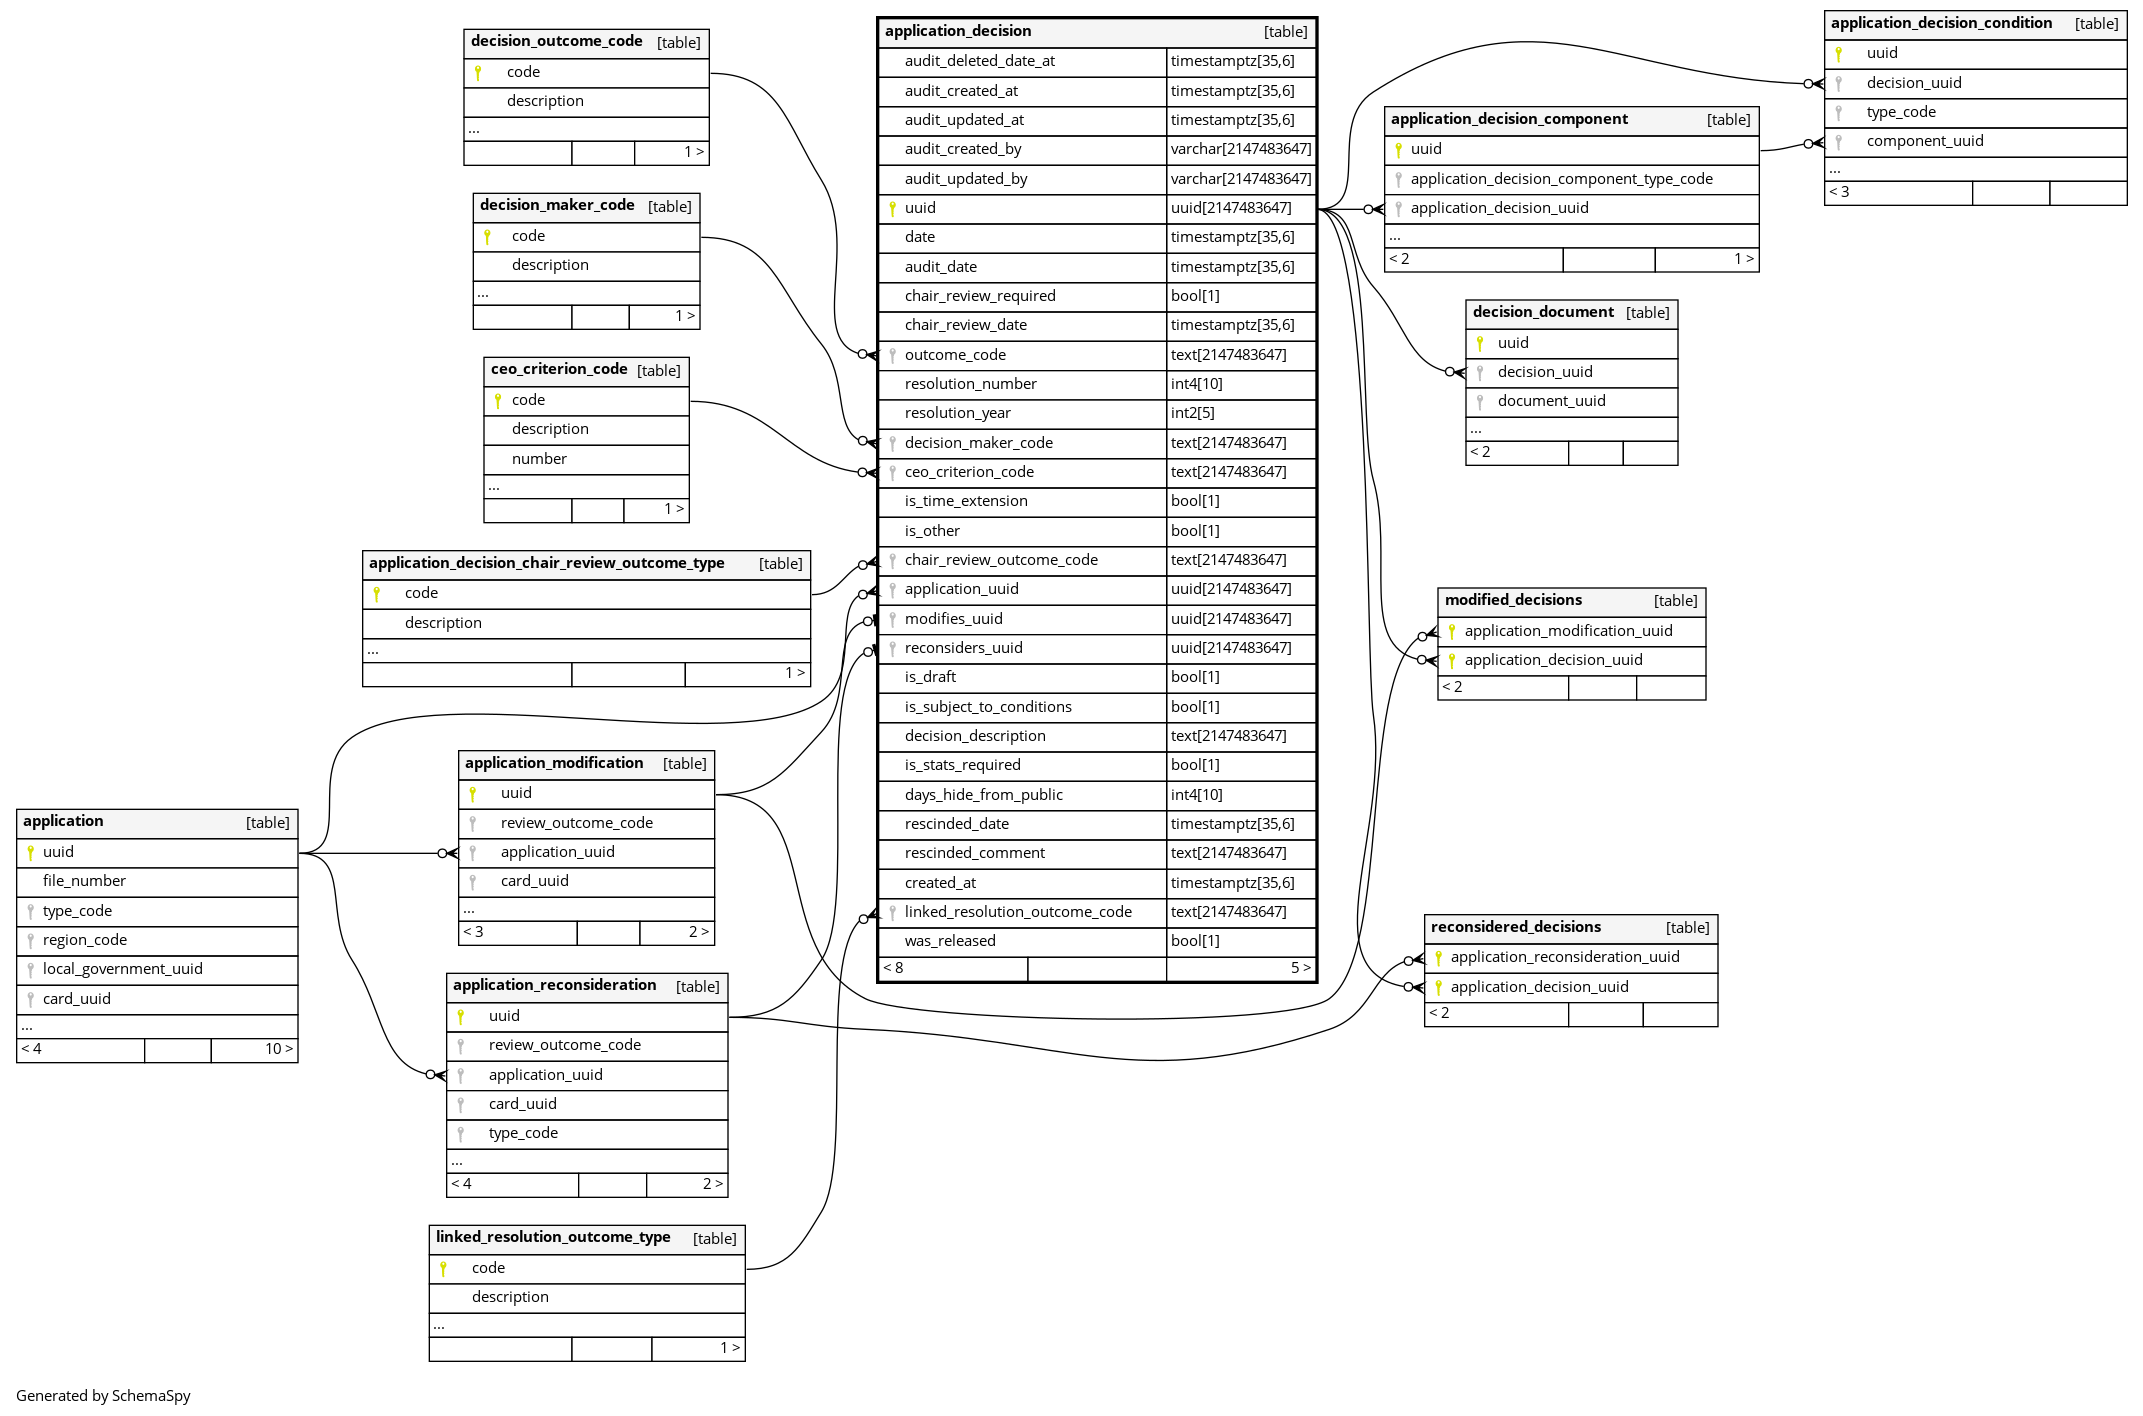 decision_outcome_code [table]
code
description
...
1 >
decision_maker_code [table]
code
description
...
1 >
ceo_criterion_code [table]
code
description
number
...
1 >
application_decision_chair_review_outcome_type [table]
code
description
...
1 >
application [table]
uuid
file_number
type_code
region_code
local_government_uuid
card_uuid
...
< 4 10 >
application_modification [table]
uuid
review_outcome_code
application_uuid
card_uuid
...
< 3 2 >
application_reconsideration [table]
uuid
review_outcome_code
application_uuid
card_uuid
type_code
...
< 4 2 >
linked_resolution_outcome_type [table]
code
description
...
1 >
application_decision [table]
audit_deleted_date_at timestamptz[35,6]
audit_created_at timestamptz[35,6]
audit_updated_at timestamptz[35,6]
audit_created_by varchar[2147483647]
audit_updated_by varchar[2147483647]
uuid uuid[2147483647]
date timestamptz[35,6]
audit_date timestamptz[35,6]
chair_review_required bool[1]
chair_review_date timestamptz[35,6]
outcome_code text[2147483647]
resolution_number int4[10]
resolution_year int2[5]
decision_maker_code text[2147483647]
ceo_criterion_code text[2147483647]
is_time_extension bool[1]
is_other bool[1]
chair_review_outcome_code text[2147483647]
application_uuid uuid[2147483647]
modifies_uuid uuid[2147483647]
reconsiders_uuid uuid[2147483647]
is_draft bool[1]
is_subject_to_conditions bool[1]
decision_description text[2147483647]
is_stats_required bool[1]
days_hide_from_public int4[10]
rescinded_date timestamptz[35,6]
rescinded_comment text[2147483647]
created_at timestamptz[35,6]
linked_resolution_outcome_code text[2147483647]
was_released bool[1]
< 8 5 >
application_decision_component [table]
uuid
application_decision_component_type_code
application_decision_uuid
...
< 2 1 >
application_decision_condition [table]
uuid
decision_uuid
type_code
component_uuid
...
< 3
decision_document [table]
uuid
decision_uuid
document_uuid
...
< 2
modified_decisions [table]
application_modification_uuid
application_decision_uuid
< 2
reconsidered_decisions [table]
application_reconsideration_uuid
application_decision_uuid
< 2
Generated by SchemaSpy